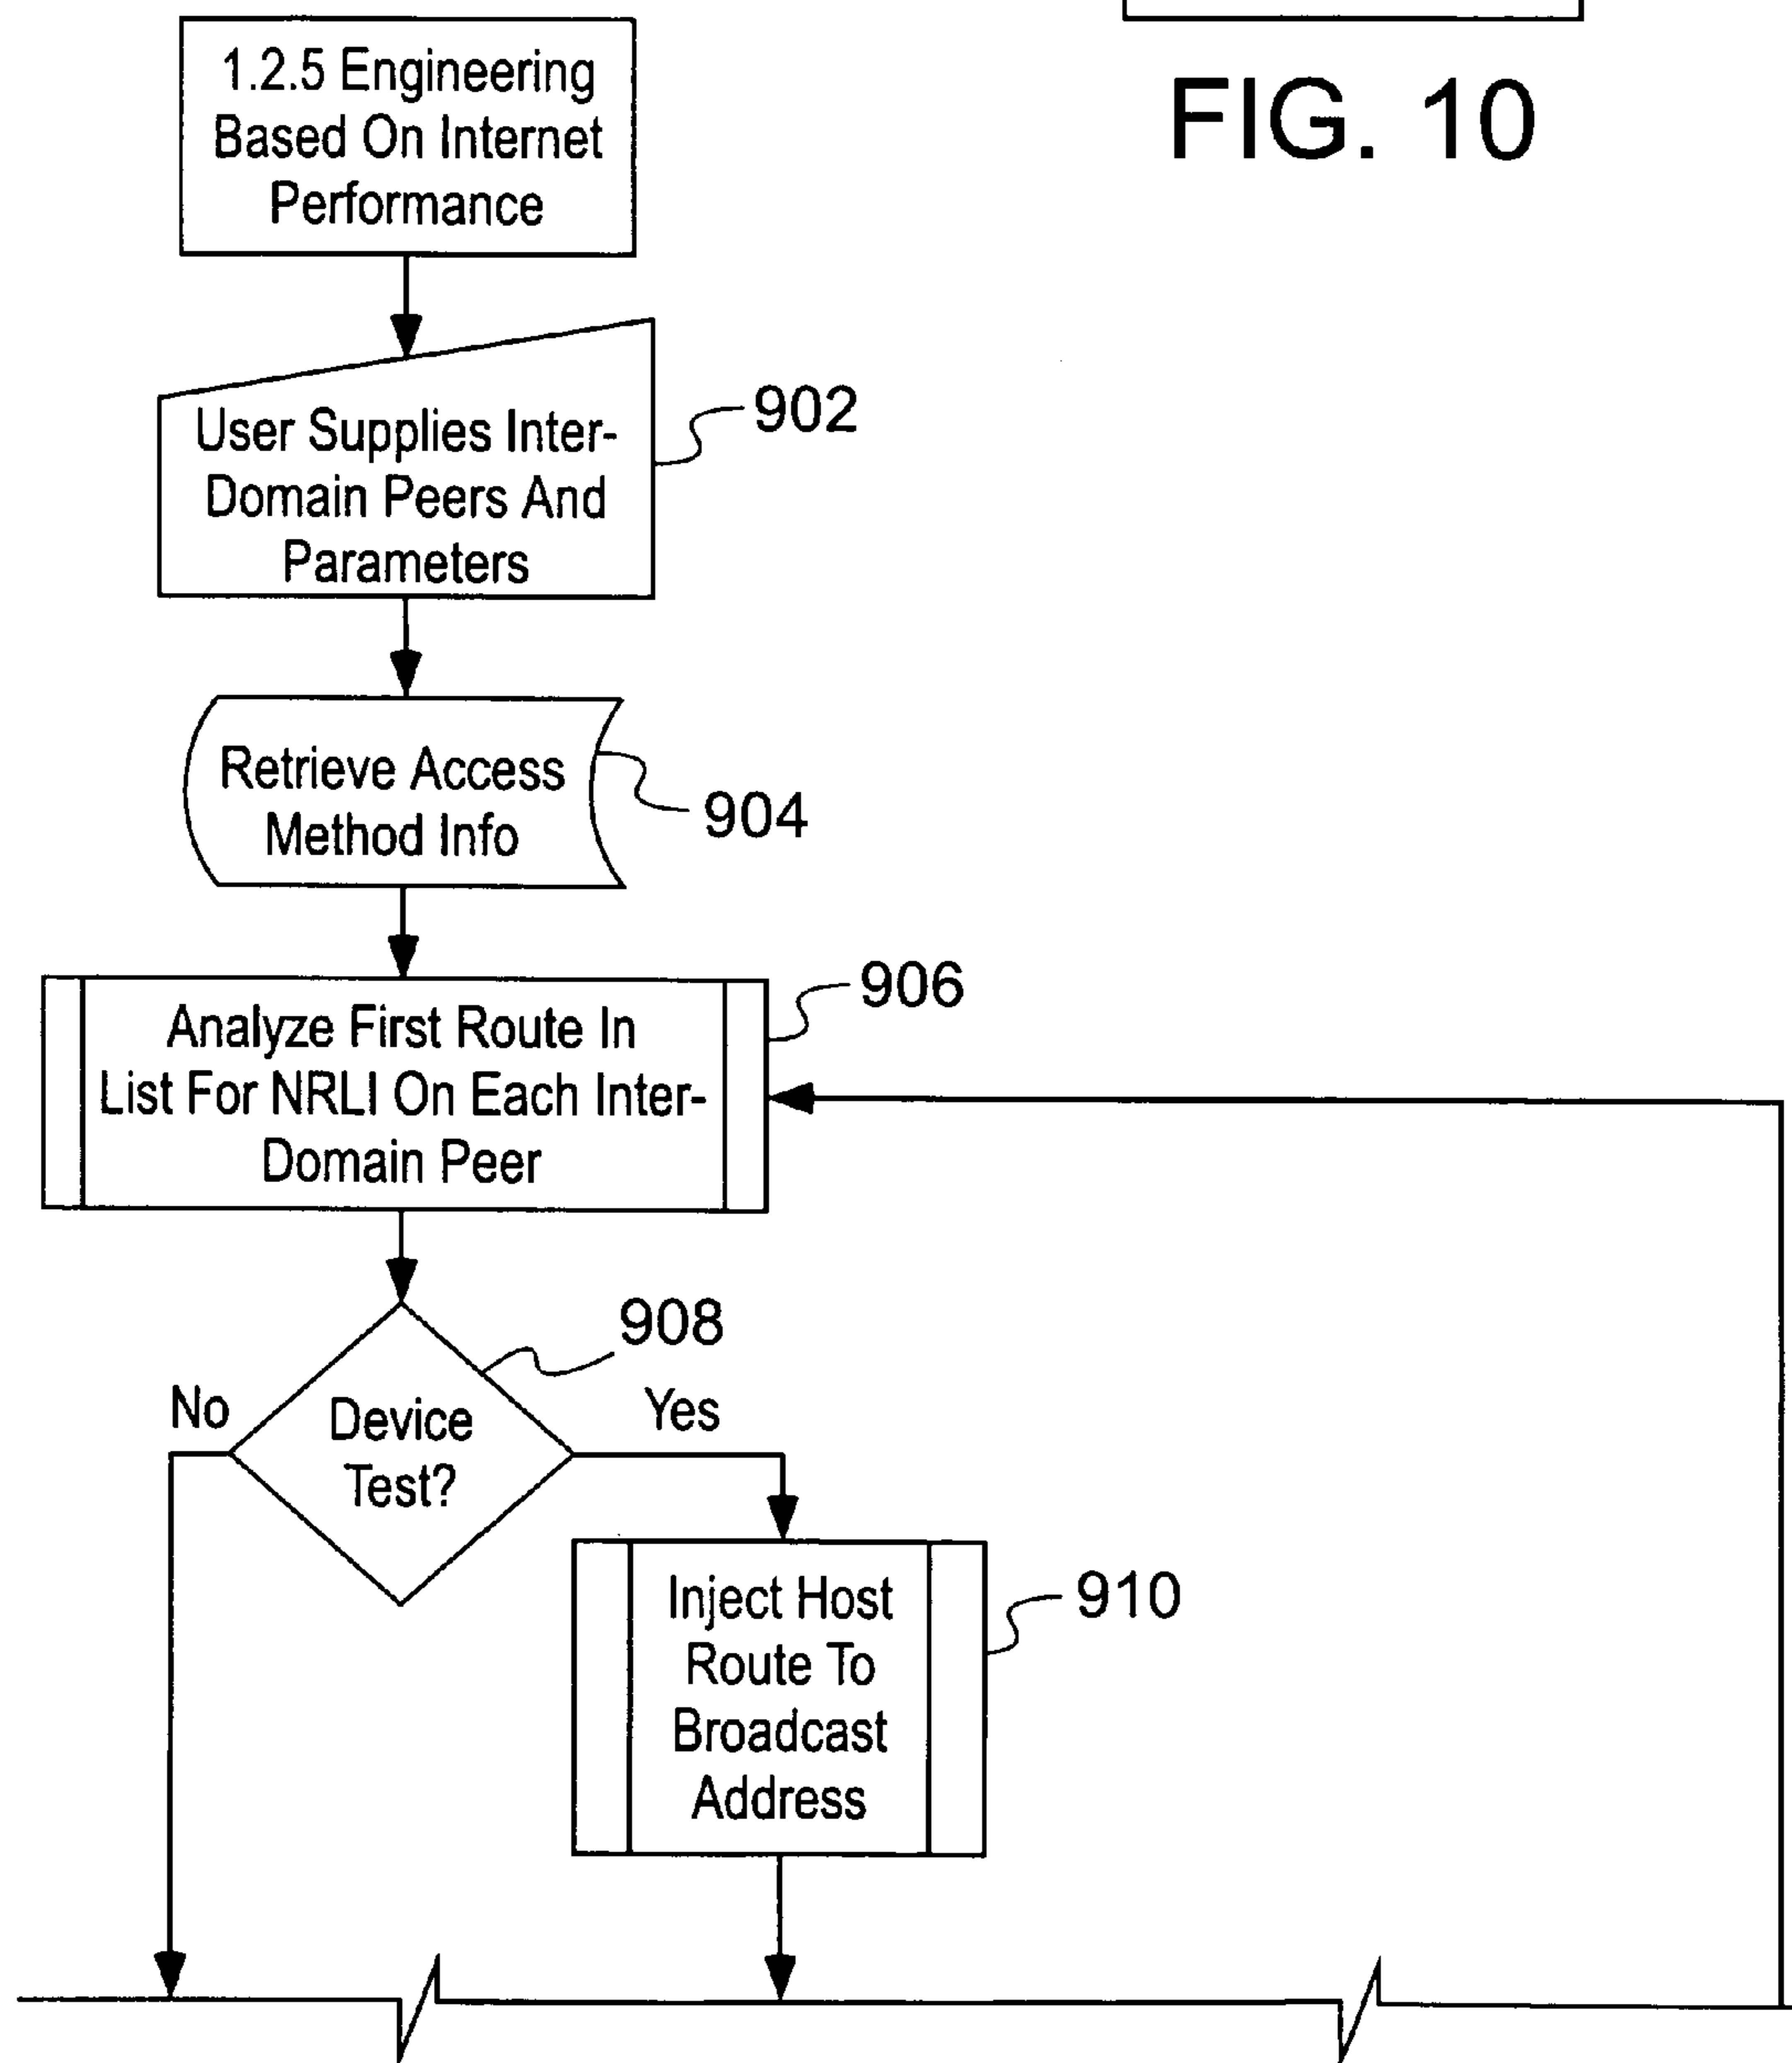 1.2.5 Engineering
Based On Internet
Performance
FIG. 10
User Supplies Inter-
Domain Peers And
Parameters
902
Retrieve Access
Method Info
904
Analyze First Route In
List For NRLI On Each Inter-
Domain Peer
906
908
No
Device
Test?
Yes
Inject Host
Route To
Broadcast
Address
910